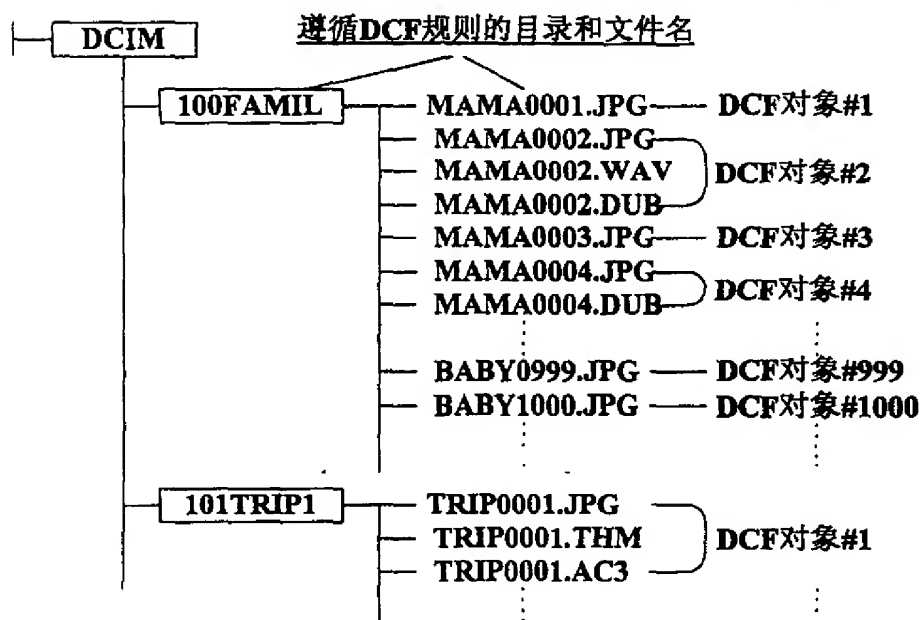 DCIM 遵循DCF规则的目录和文件名
100FAMIL MAMA0001.JPG DCF对象#1
MAMA0002.JPG
MAMA0002.WAV DCF对象#2
MAMA0002.DUB
MAMA0003.JPG DCF对象#3
MAMA0004.JPG
DCF对象#4
MAMA0004.DUB
BABY0999.JPG DCF对象#999
BABY1000.JPG DCF对象#1000
101TRIP1 TRIP0001.JPG
TRIP0001.THM DCF对象#1
TRIP0001.AC3